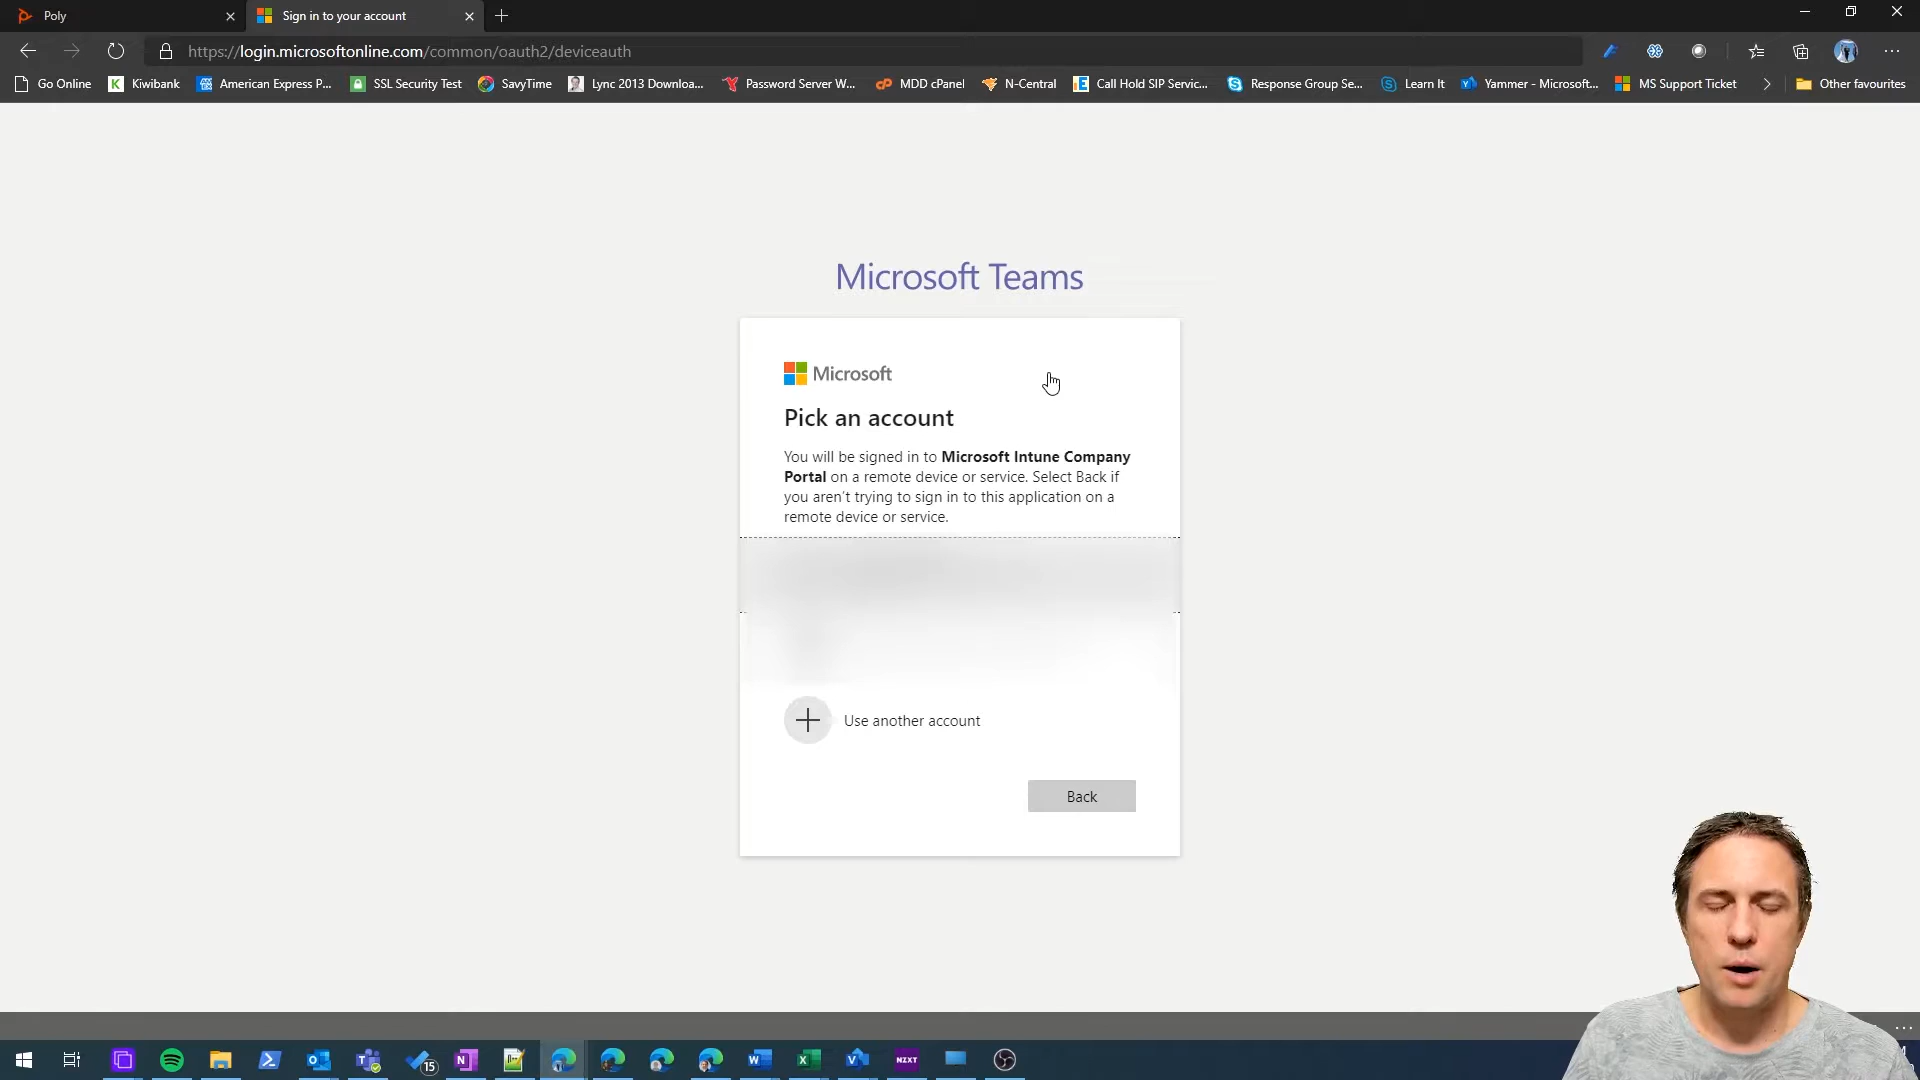 Poly
Sign in to your account
https://login.microsoftonline.com/common/oauth2/deviceauth
Go Online
Kiwibank
American Express P...
SSL Security Test
SavyTime
Lync 2013 Downloa...
Password Server W...
MDD cPanel
N-Central
Call Hold SIP Servic...
Response Group Se...
Learn It
Yammer - Microsoft...
MS Support Ticket
Other favourites
Microsoft Teams
Microsoft
Pick an account
You will be signed in to Microsoft Intune Company
Portal on a remote device or service. Select Back if
you aren't trying to sign in to this application on a
remote device or service.
Use another account
Back
15
NZXT